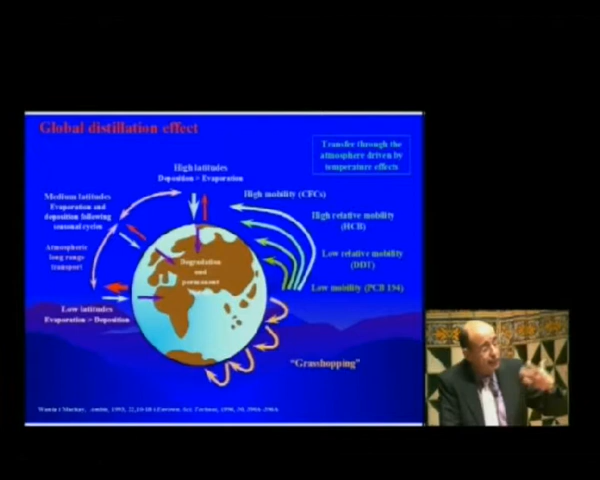 Global distillation effect
Transfer through the
atmosphere driven by
temperature effects
High latitudes
Deposition > Evaporation
High mobility (CFCs)
Medium latitudes
Evaporation and
deposition following
seasonal cycles
High relative mobility
(HCB)
Atmospheric
long range
transport
Degradation
and
permanent
Low relative mobility
(DDT)
Low mobility (PCB 194)
Low latitudes
Evaporation > Deposition
"Grasshopping"